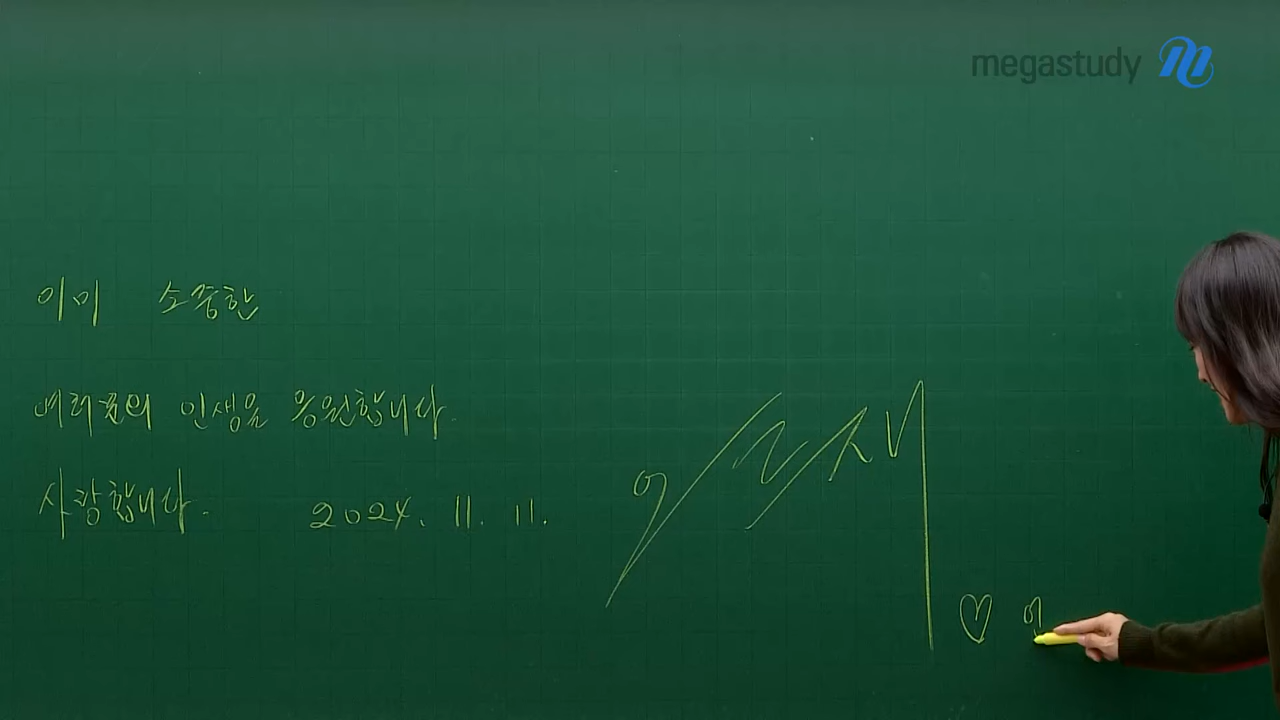 megastudy
이미 소중한
여러분의 인생을 응원합니다.
사랑합니다. 2024. 11. 11.
♡